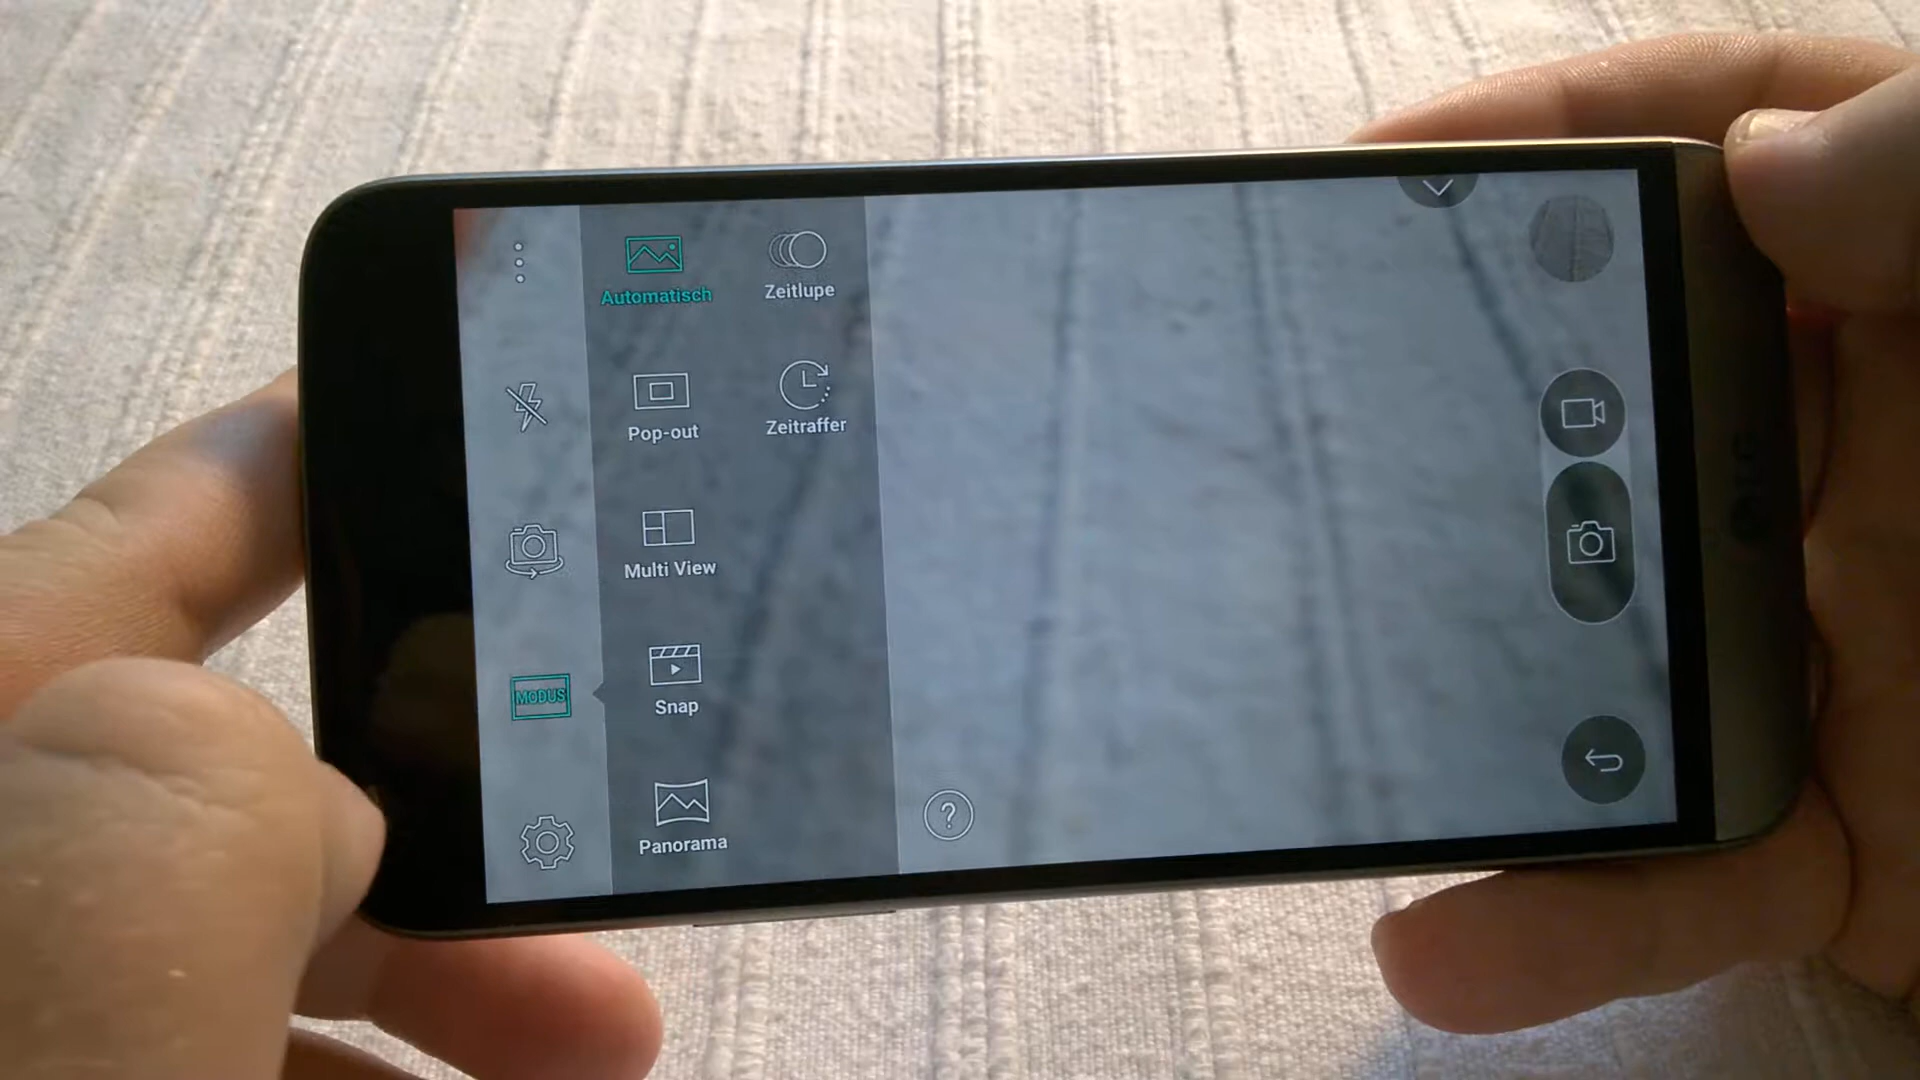 Automatisch
Zeitlupe
Pop-out
Zeitraffer
Multi View
MODUS
Snap
Panorama
?